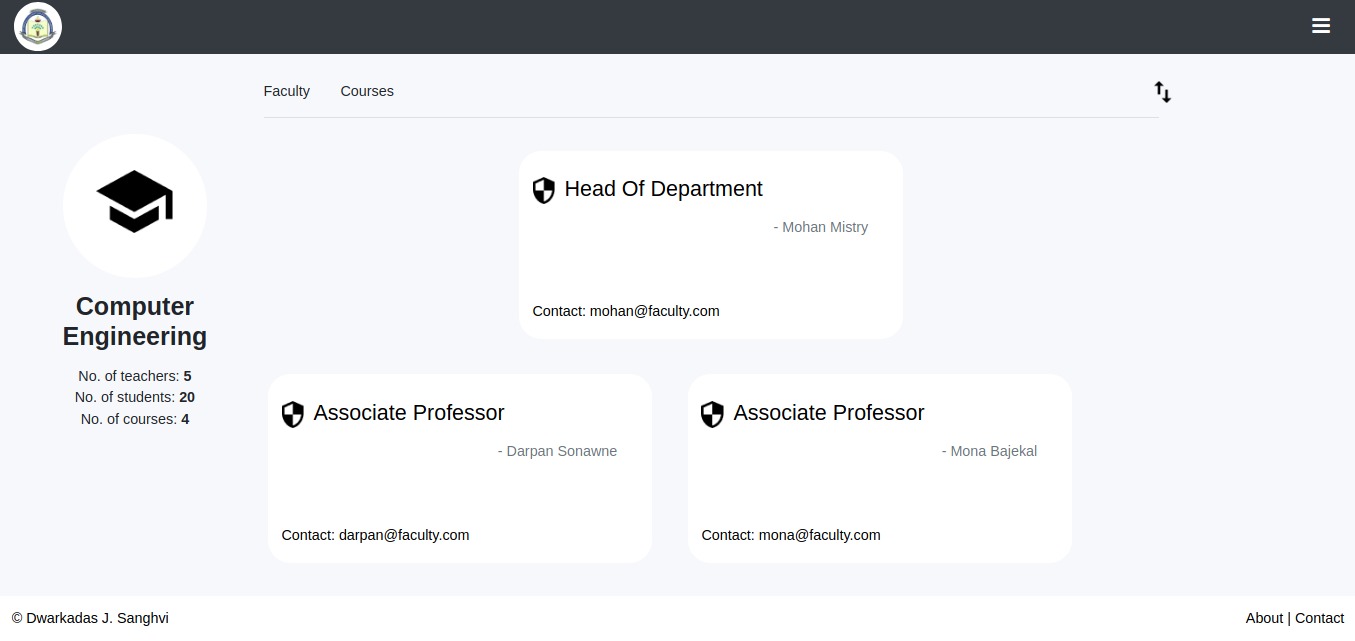 Faculty
Courses
Computer
Engineering
No. of teachers: 5
No. of students: 20
No. of courses: 4
Head Of Department
- Mohan Mistry
Contact: mohan@faculty.com
Associate Professor
- Darpan Sonawne
Contact: darpan@faculty.com
Associate Professor
- Mona Bajekal
Contact: mona@faculty.com
© Dwarkadas J. Sanghvi
About | Contact